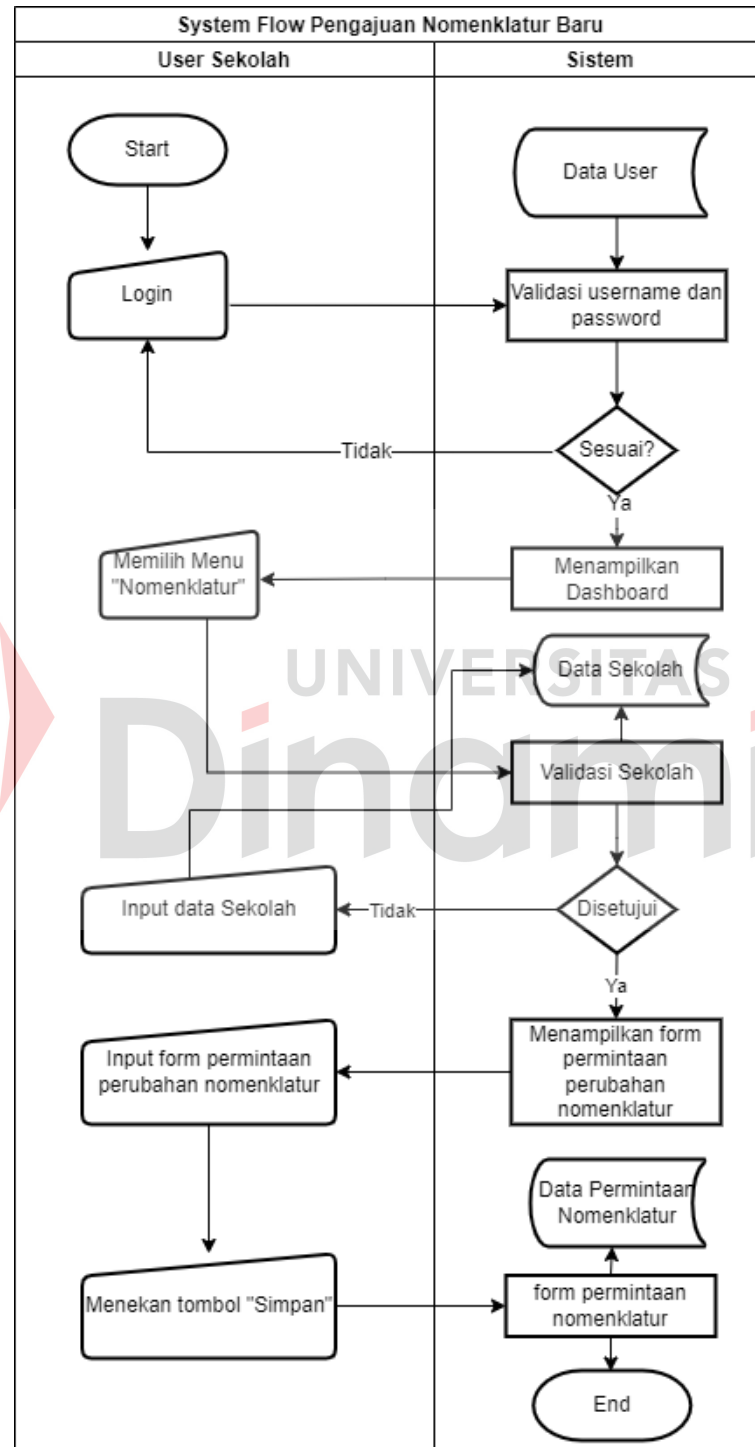 System Flow Pengajuan Nomenklatur Baru
User Sekolah
Sistem
Start
Data User
Login
Validasi username dan
password
Tidak
Sesuai?
Ya
Memilih Menu
"Nomenklatur"
Menampilkan
Dashboard
UNIVERSITAS
Data Sekolah
Dinami
Validasi Sekolah
Input data Sekolah
Tidak
Disetujui
Ya
Input form permintaan
perubahan nomenklatur
Menampilkan form
permintaan
perubahan
nomenklatur
Data Permintaan
Nomenklatur
Menekan tombol "Simpan"
form permintaan
nomenklatur
End